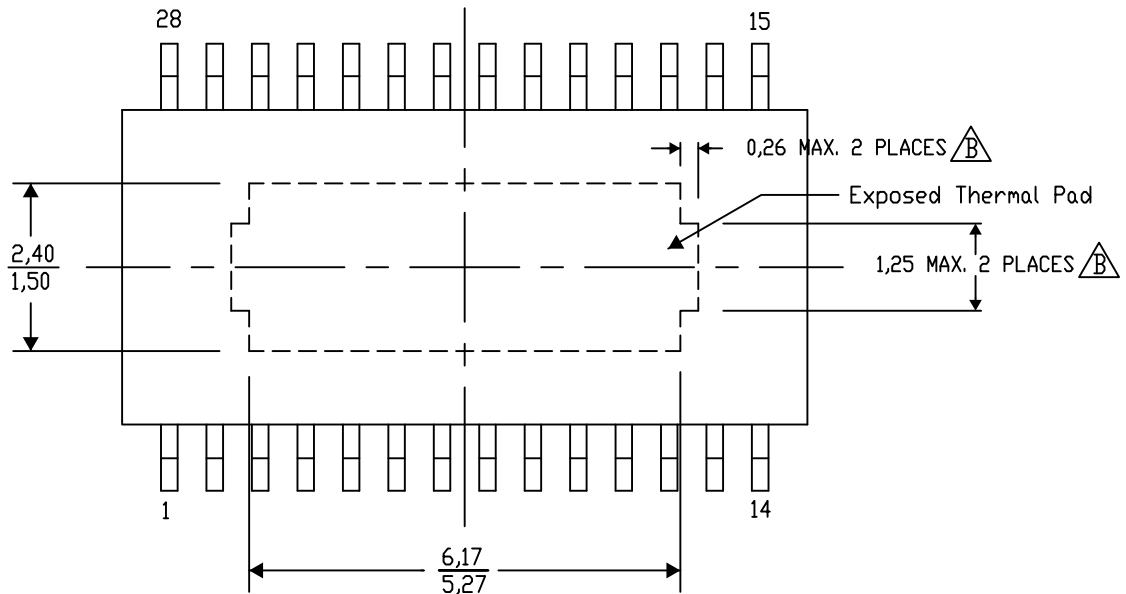 28
15
0,26 MAX. 2 PLACES B
Exposed Thermal Pad
2,40
1,50
1,25 MAX. 2 PLACES B
1
14
6,17
5,27